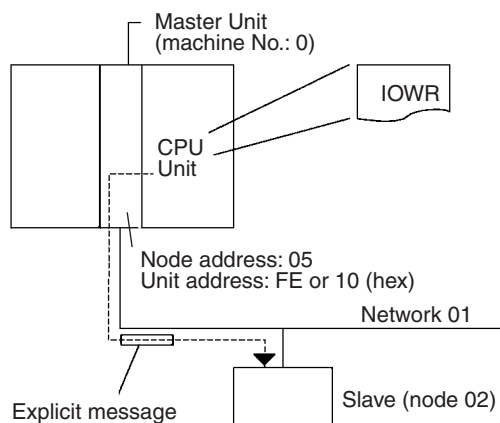 Master Unit
(machine No.: 0)
IOWR
CPU
Unit
Node address: 05
Unit address: FE or 10 (hex)
Network 01
Slave (node 02)
Explicit message